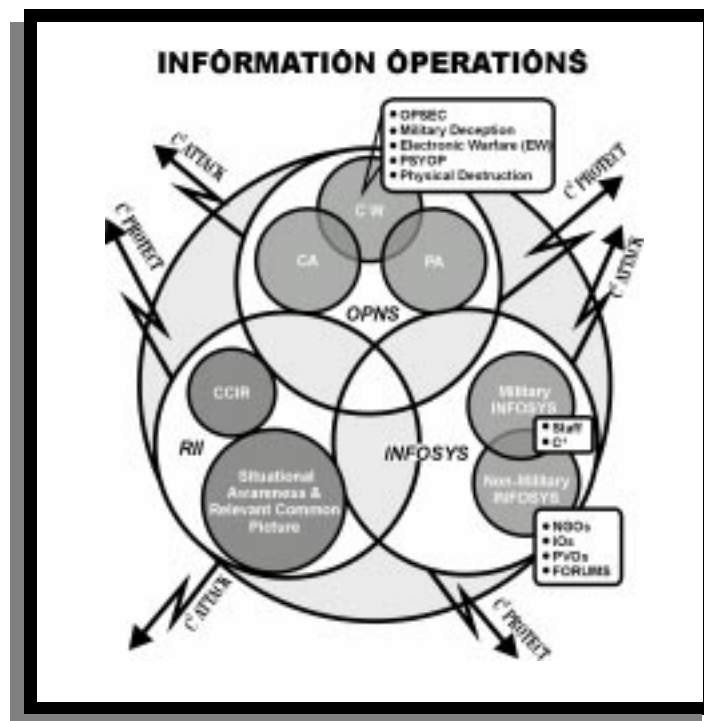 INFORMATION OPERATIONS
• OPSEC
• Military Deception
• Electronic Warfare (EW)
• PSYOP
• Physical Destruction
C² ATTACK
C² PROTECT
C² PROTECT
C² ATTACK
C²W
CA
PA
OPNS
CCIR
RII
Situational
Awareness &
Relevant Common
Picture
INFOSYS
Military
INFOSYS
• Staff
Non-Military
INFOSYS
• NGOs
• IOs
• PVOs
• FORUMS
C² ATTACK
C² PROTECT